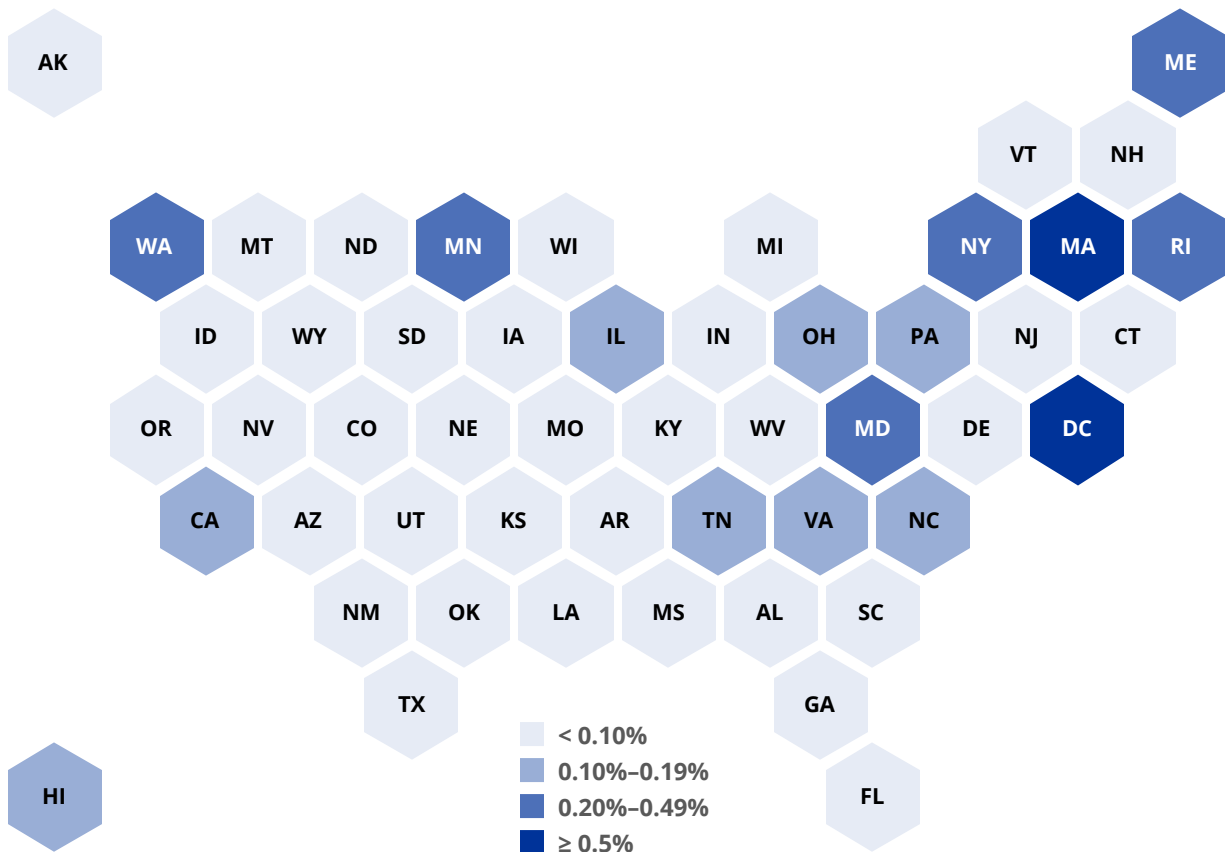 AK
ME
VT
NH
WA
MT
ND
MN
WI
MI
NY
MA
RI
ID
WY
SD
IA
IL
IN
OH
PA
NJ
CT
OR
NV
CO
NE
MO
KY
WV
MD
DE
DC
CA
AZ
UT
KS
AR
TN
VA
NC
NM
OK
LA
MS
AL
SC
TX
GA
HI
FL
< 0.10%
0.10%–0.19%
0.20%–0.49%
≥ 0.5%